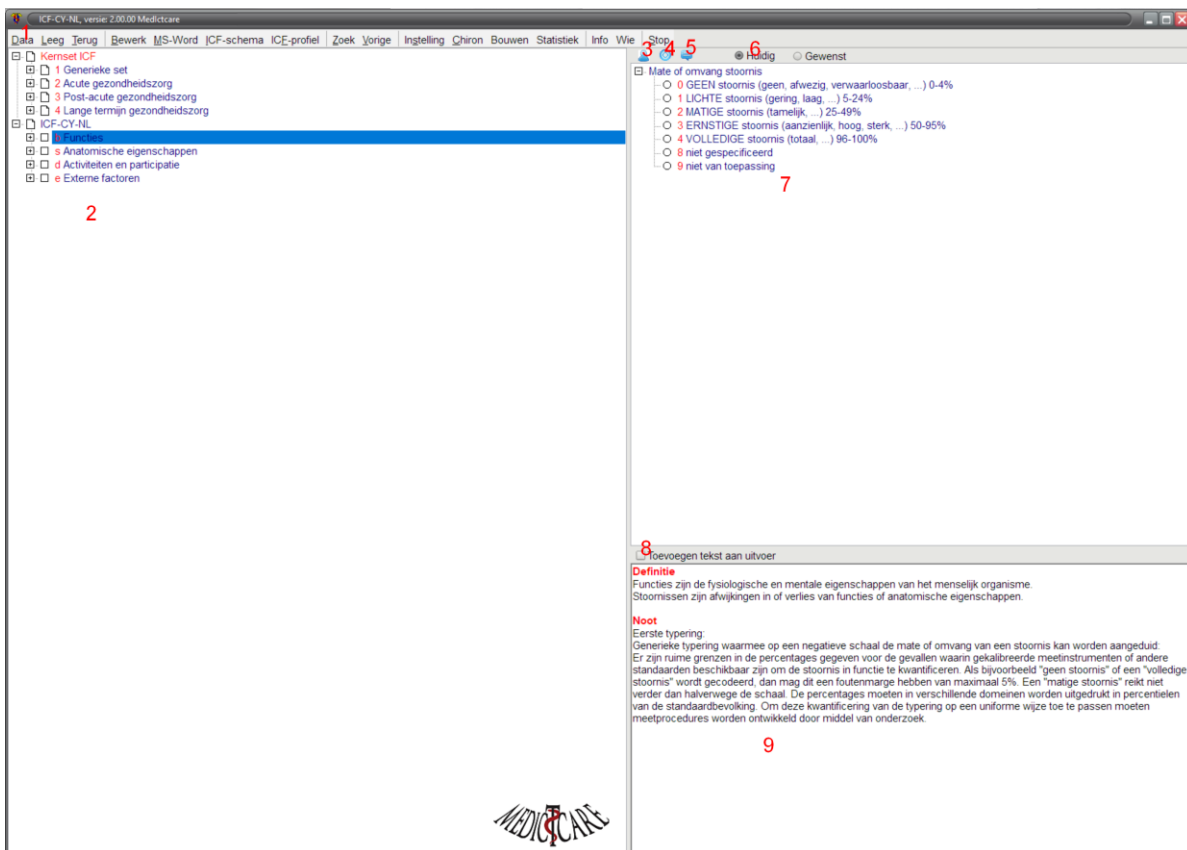 ICF-CY-NL, versie: 2.00.00 Medictcare
1
Data Leeg Terug Bewerk MS-Word ICF-schema ICF-profiel Zoek Vorige Instelling Chiron Bouwen Statistiek Info Wie Stop
Kernset ICF
1 Generieke set
2 Acute gezondheidszorg
3 Post-acute gezondheidszorg
4 Lange termijn gezondheidszorg
ICF-CY-NL
b Functies
s Anatomische eigenschappen
d Activiteiten en participatie
e Externe factoren
2
3 4 5 6
Huidig Gewenst
Mate of omvang stoornis
0 GEEN stoornis (geen, afwezig, verwaarloosbaar, ...) 0-4%
1 LICHTE stoornis (gering, laag, ...) 5-24%
2 MATIGE stoornis (tamelijk, ...) 25-49%
3 ERNSTIGE stoornis (aanzienlijk, hoog, sterk, ...) 50-95%
4 VOLLEDIGE stoornis (totaal, ...) 96-100%
8 niet gespecificeerd
9 niet van toepassing
7
8
Toevoegen tekst aan uitvoer
Definitie
Functies zijn de fysiologische en mentale eigenschappen van het menselijk organisme.
Stoornissen zijn afwijkingen in of verlies van functies of anatomische eigenschappen.
Noot
Eerste typering:
Generieke typering waarmee op een negatieve schaal de mate of omvang van een stoornis kan worden aangeduid:
Er zijn ruime grenzen in de percentages gegeven voor de gevallen waarin gekalibreerde meetinstrumenten of andere
standaarden beschikbaar zijn om de stoornis in functie te kwantificeren. Als bijvoorbeeld "geen stoornis" of een "volledige
stoornis" wordt gecodeerd, dan mag dit een foutenmarge hebben van maximaal 5%. Een "matige stoornis" reikt niet
verder dan halverwege de schaal. De percentages moeten in verschillende domeinen worden uitgedrukt in percentielen
van de standaardbevolking. Om deze kwantificering van de typering op een uniforme wijze toe te passen moeten
meetprocedures worden ontwikkeld door middel van onderzoek.
9
MEDICTCARE